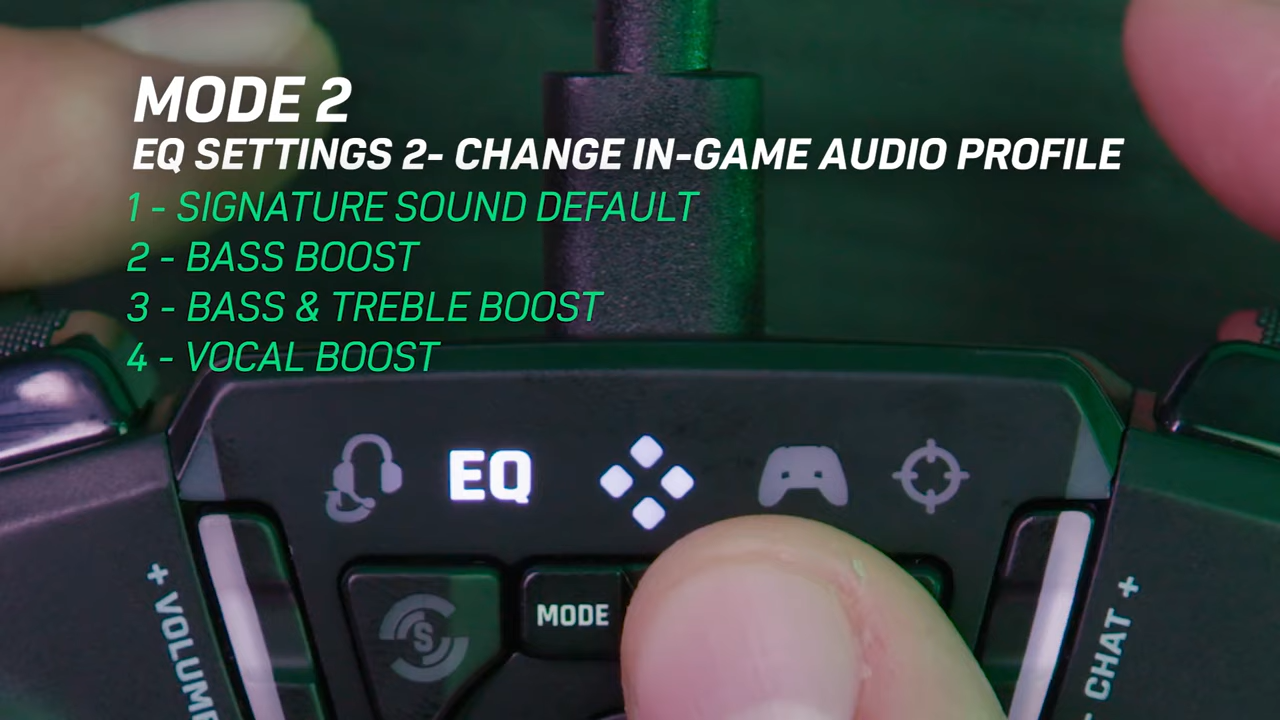 MODE 2
EQ SETTINGS 2- CHANGE IN-GAME AUDIO PROFILE
1 - SIGNATURE SOUND DEFAULT
2 - BASS BOOST
3 - BASS & TREBLE BOOST
4 - VOCAL BOOST
EQ
S
MODE
+ VOLUME
- CHAT +